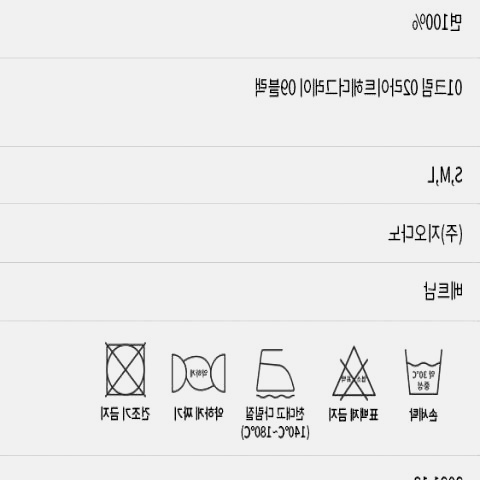 면100%
01크림 02라이트헤더그레이 09블랙
S,M,L
(주)지오다노
베트남
약 30℃
중성
약하게
손세탁
표백제 금지
천대고 다림질
(140℃~180℃)
약하게 짜기
건조기 금지